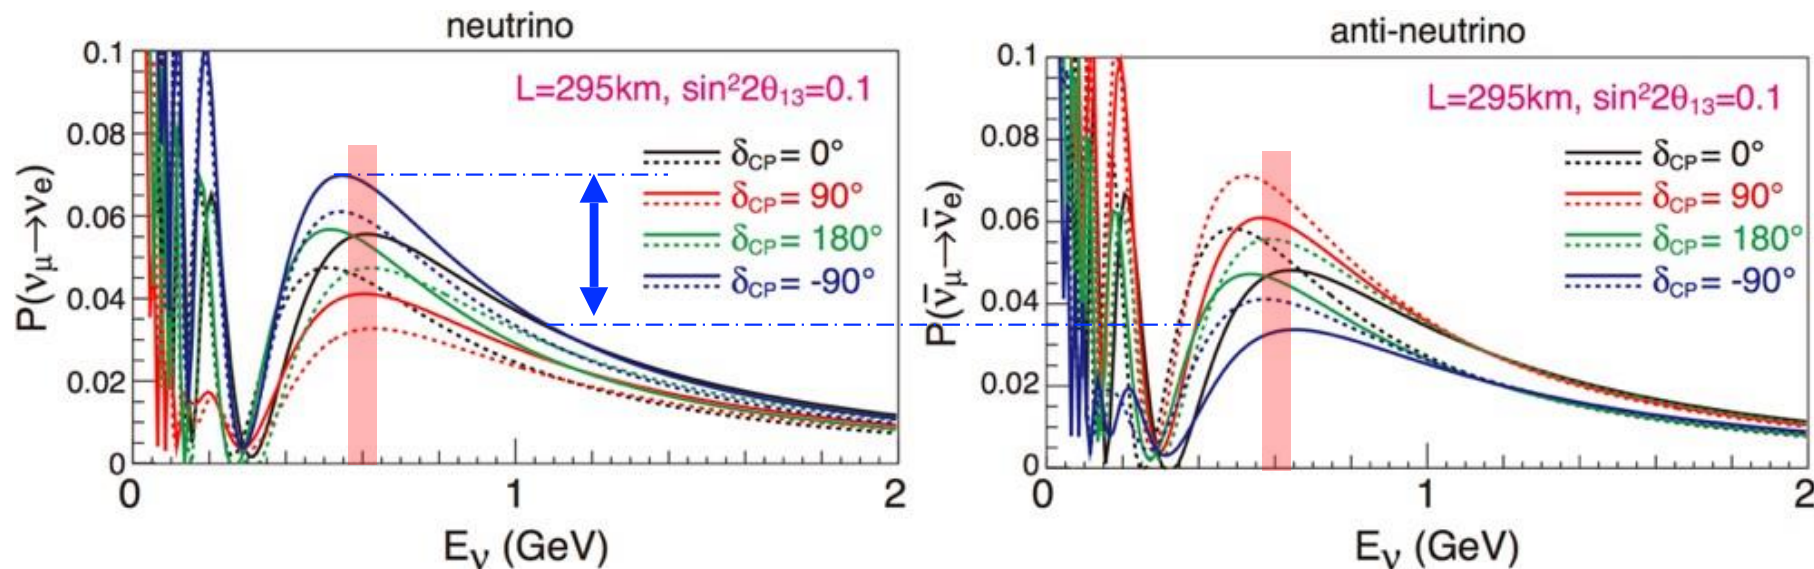 neutrino
0.1
0.08
0.06
0.04
0.02
0
0
1
2
P(νμ→νe)
Eν (GeV)
L=295km, sin²2θ₁₃=0.1
δCP= 0°
δCP= 90°
δCP= 180°
δCP= -90°
anti-neutrino
0.1
0.08
0.06
0.04
0.02
0
0
1
2
P(ν̄μ→ν̄e)
Eν (GeV)
L=295km, sin²2θ₁₃=0.1
δCP= 0°
δCP= 90°
δCP= 180°
δCP= -90°